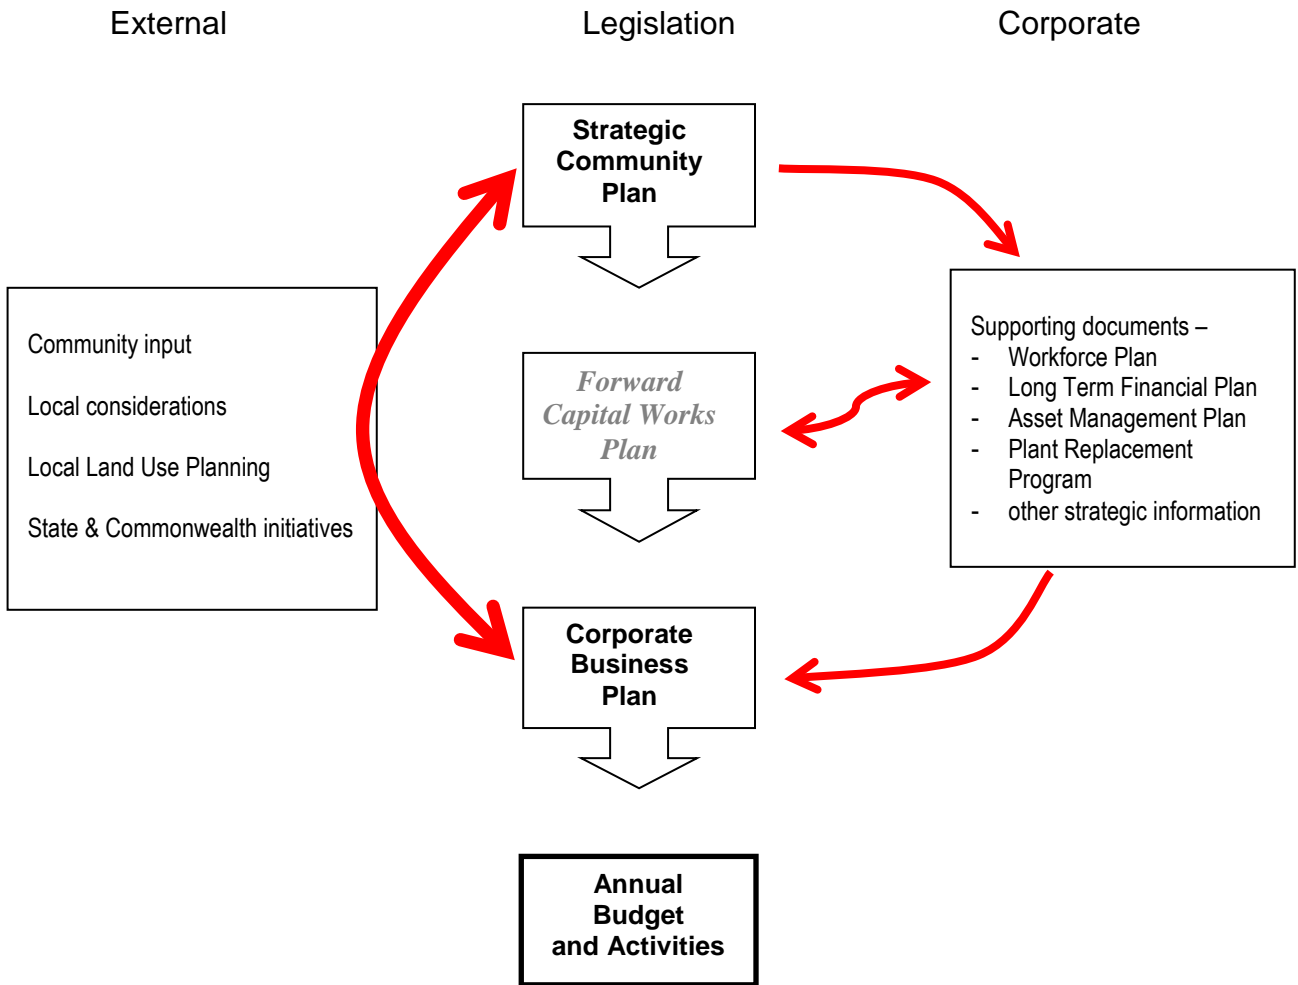 External
Legislation
Corporate
Strategic
Community
Plan
Community input
Local considerations
Local Land Use Planning
State & Commonwealth initiatives
Forward
Capital Works
Plan
Supporting documents –
- Workforce Plan
- Long Term Financial Plan
- Asset Management Plan
- Plant Replacement
Program
- other strategic information
Corporate
Business
Plan
Annual
Budget
and Activities